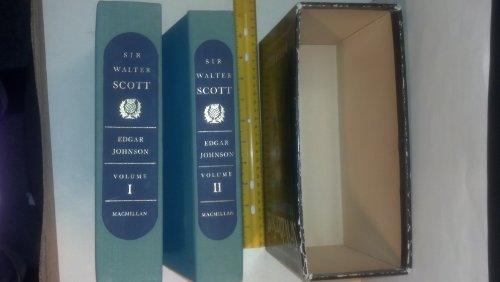 SIR
WALTER
SCOTT
EDGAR
JOHNSON
VOLUME
I
MACMILLAN
SIR
WALTER
SCOTT
EDGAR
JOHNSON
VOLUME
II
MACMILLAN